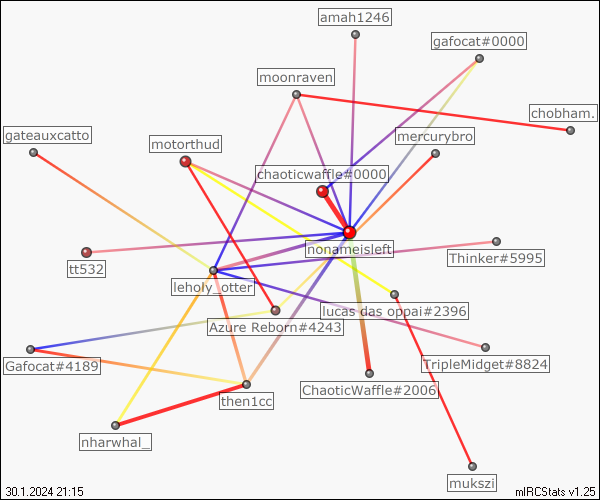 amah1246
gafocat#0000
moonraven
chobham.
gateauxcatto
mercurybro
motorthud
chaoticwaffle#0000
nonameisleft
Thinker#5995
tt532
leholy_otter
lucas das oppai#2396
Azure Reborn#4243
Gafocat#4189
TripleMidget#8824
ChaoticWaffle#2006
then1cc
nharwhal_
mukszi
30.1.2024 21:15
mIRCStats v1.25